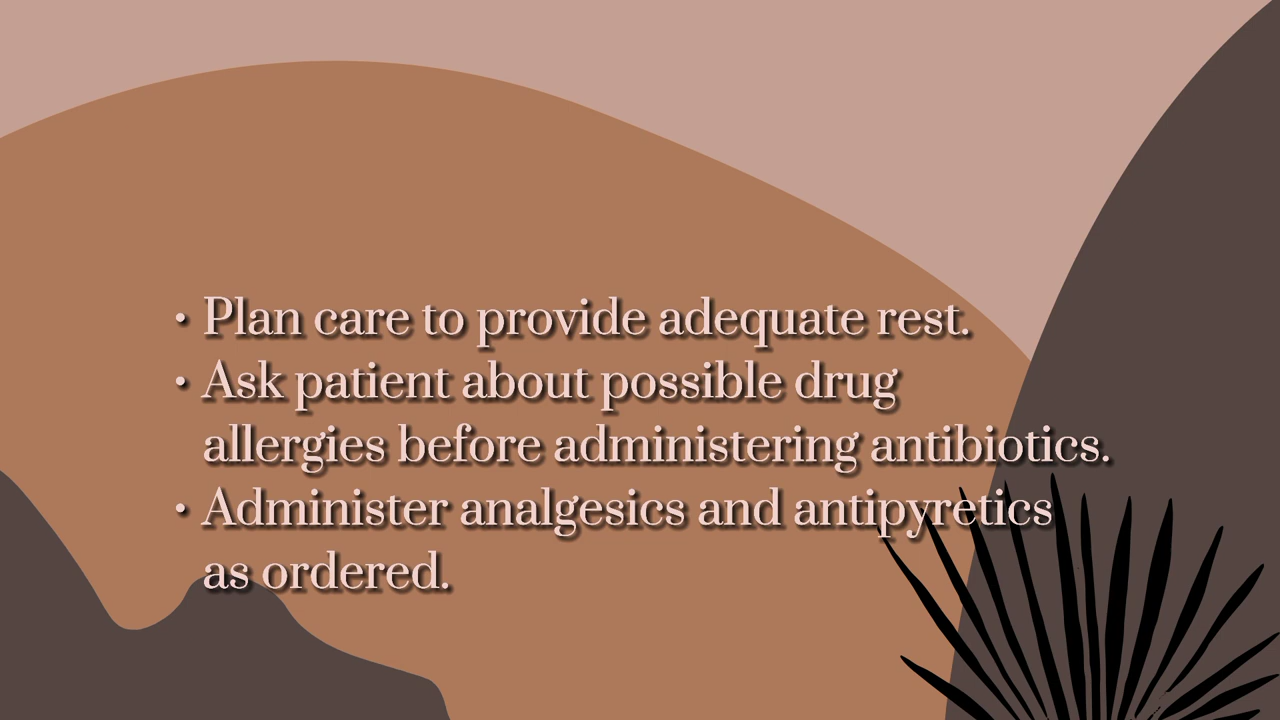 • Plan care to provide adequate rest.
• Ask patient about possible drug
allergies before administering antibiotics.
• Administer analgesics and antipyretics
as ordered.